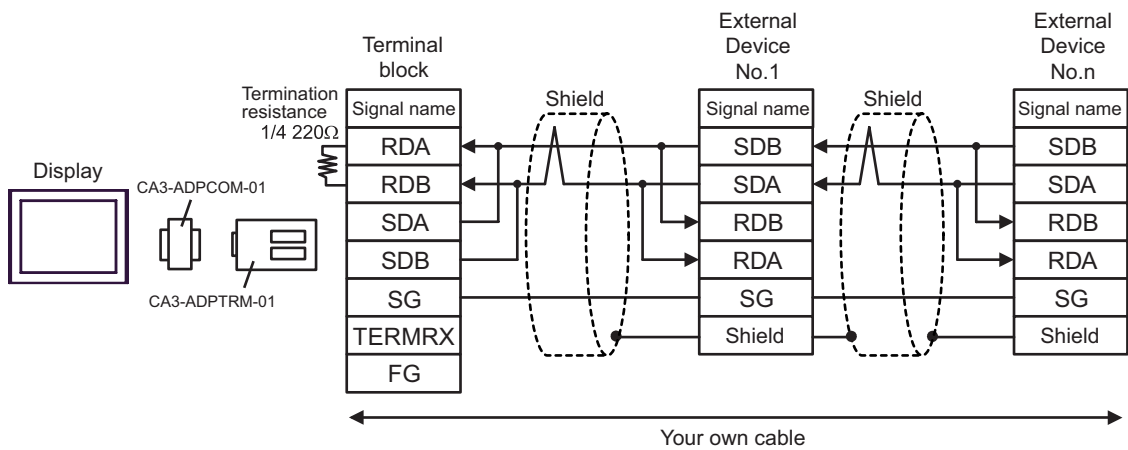 Display
CA3-ADPCOM-01
CA3-ADPTRM-01
Termination
resistance
1/4 220Ω
Terminal
block
Signal name
RDA
RDB
SDA
SDB
SG
TERMRX
FG
Shield
External
Device
No.1
Signal name
SDB
SDA
RDB
RDA
SG
Shield
Shield
External
Device
No.n
Signal name
SDB
SDA
RDB
RDA
SG
Shield
Your own cable